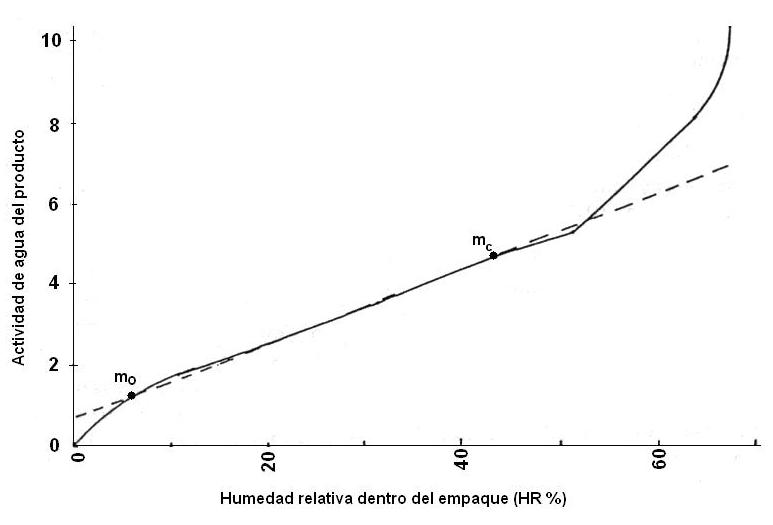 10
8
6
4
2
0
Actividad de agua del producto
mc
mo
0
20
40
60
Humedad relativa dentro del empaque (HR %)